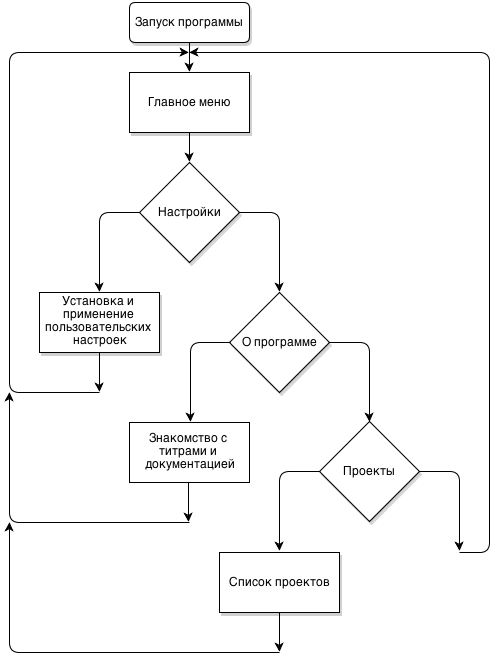 Запуск программы
Главное меню
Настройки
Установка и
применение
пользовательских
настроек
О программе
Знакомство с
титрами и
документацией
Проекты
Список проектов